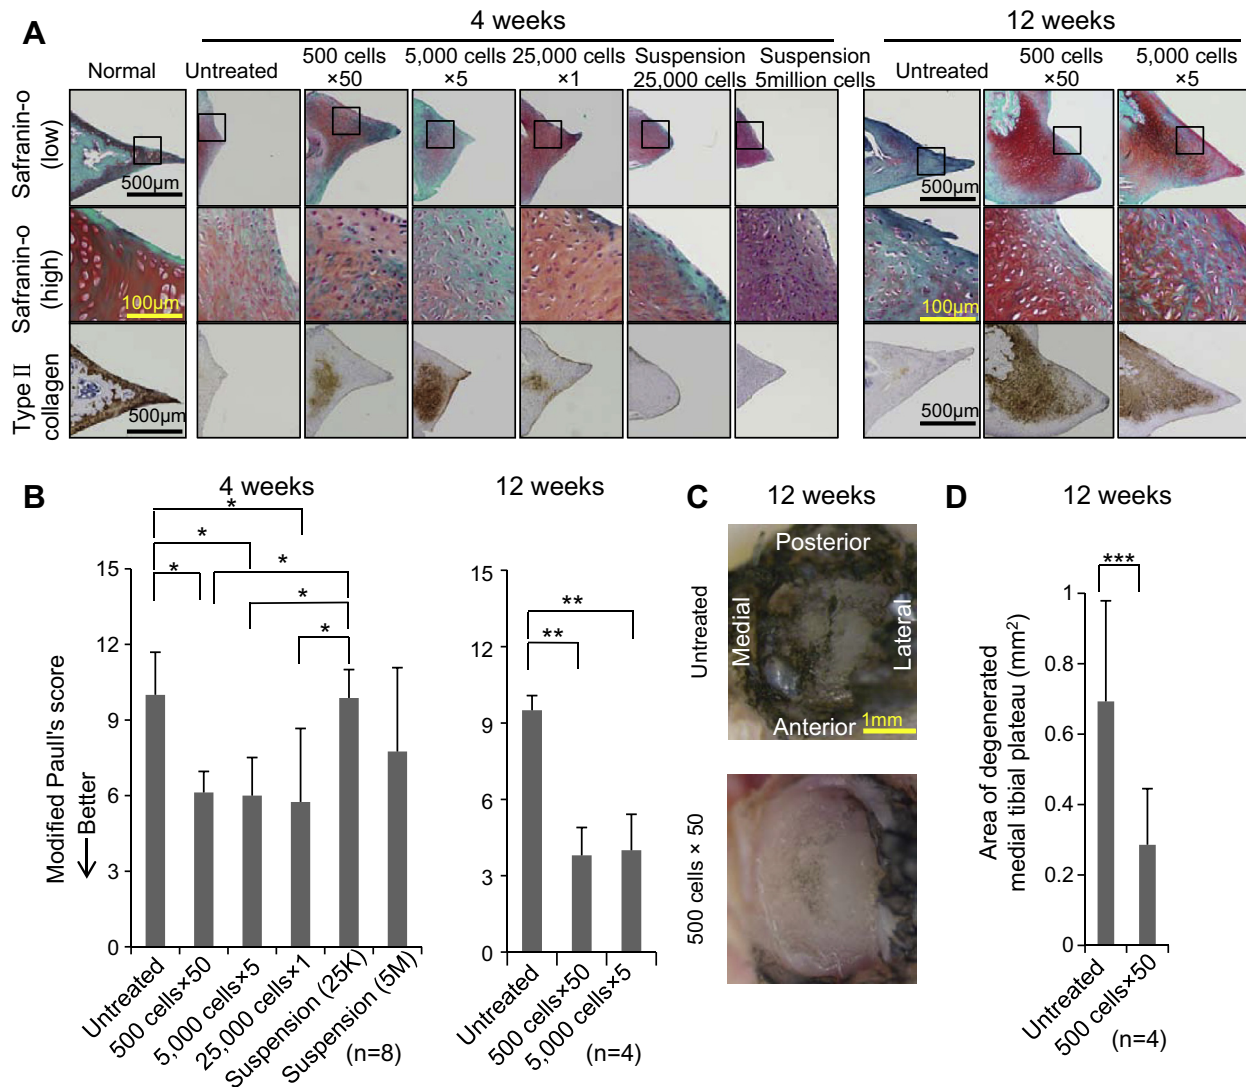 A
4 weeks
12 weeks
Normal
Untreated
500 cells
×50
5,000 cells
×5
25,000 cells
×1
Suspension
25,000 cells
Suspension
5million cells
Untreated
500 cells
×50
5,000 cells
×5
Safranin-o
(low)
500µm
500µm
Safranin-o
(high)
100µm
100µm
Type II
collagen
500µm
500µm
B
4 weeks
12 weeks
Modified Paull's score
Better
15
12
9
6
3
0
*
*
*
*
*
*
Untreated
500 cells×50
5,000 cells×5
25,000 cells×1
Suspension (25K)
Suspension (5M)
(n=8)
15
12
9
6
3
0
**
**
Untreated
500 cells×50
5,000 cells×5
(n=4)
C
12 weeks
Untreated
Posterior
Medial
Lateral
Anterior
1mm
500 cells × 50
D
12 weeks
Area of degenerated
medial tibial plateau (mm²)
1
0.8
0.6
0.4
0.2
0
***
Untreated
500 cells×50
(n=4)